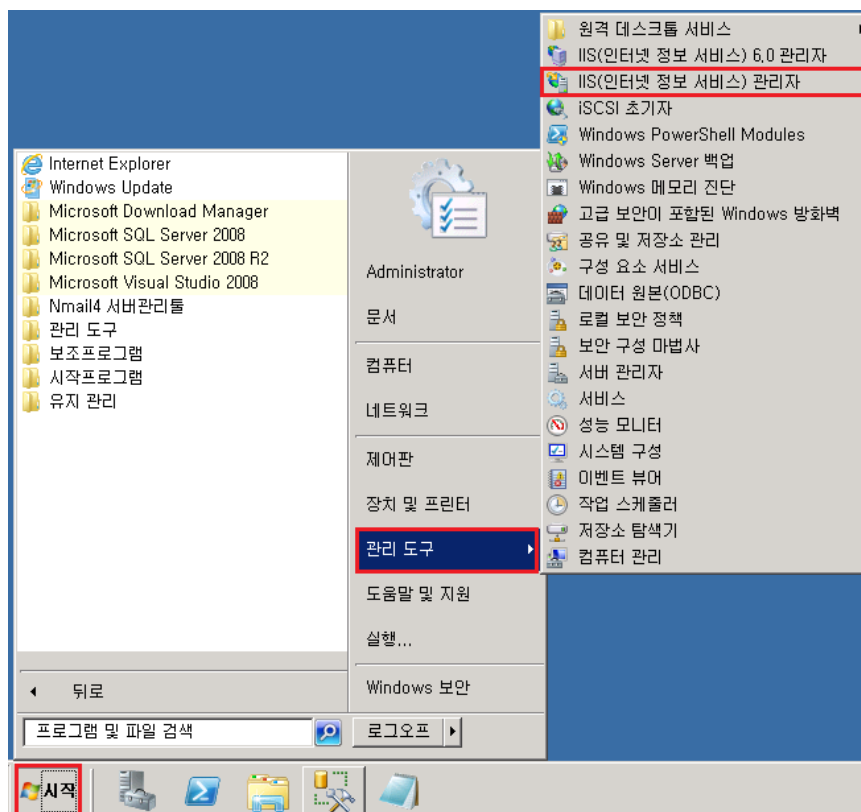 Internet Explorer
Windows Update
Microsoft Download Manager
Microsoft SQL Server 2008
Microsoft SQL Server 2008 R2
Microsoft Visual Studio 2008
Nmail4 서버관리툴
관리 도구
보조프로그램
시작프로그램
유지 관리
뒤로
프로그램 및 파일 검색
Administrator
문서
컴퓨터
네트워크
제어판
장치 및 프린터
관리 도구
도움말 및 지원
실행...
Windows 보안
로그오프
원격 데스크톱 서비스
IIS(인터넷 정보 서비스) 6.0 관리자
IIS(인터넷 정보 서비스) 관리자
iSCSI 초기자
Windows PowerShell Modules
Windows Server 백업
Windows 메모리 진단
고급 보안이 포함된 Windows 방화벽
공유 및 저장소 관리
구성 요소 서비스
데이터 원본(ODBC)
로컬 보안 정책
보안 구성 마법사
서버 관리자
서비스
성능 모니터
시스템 구성
이벤트 뷰어
작업 스케줄러
저장소 탐색기
컴퓨터 관리
시작